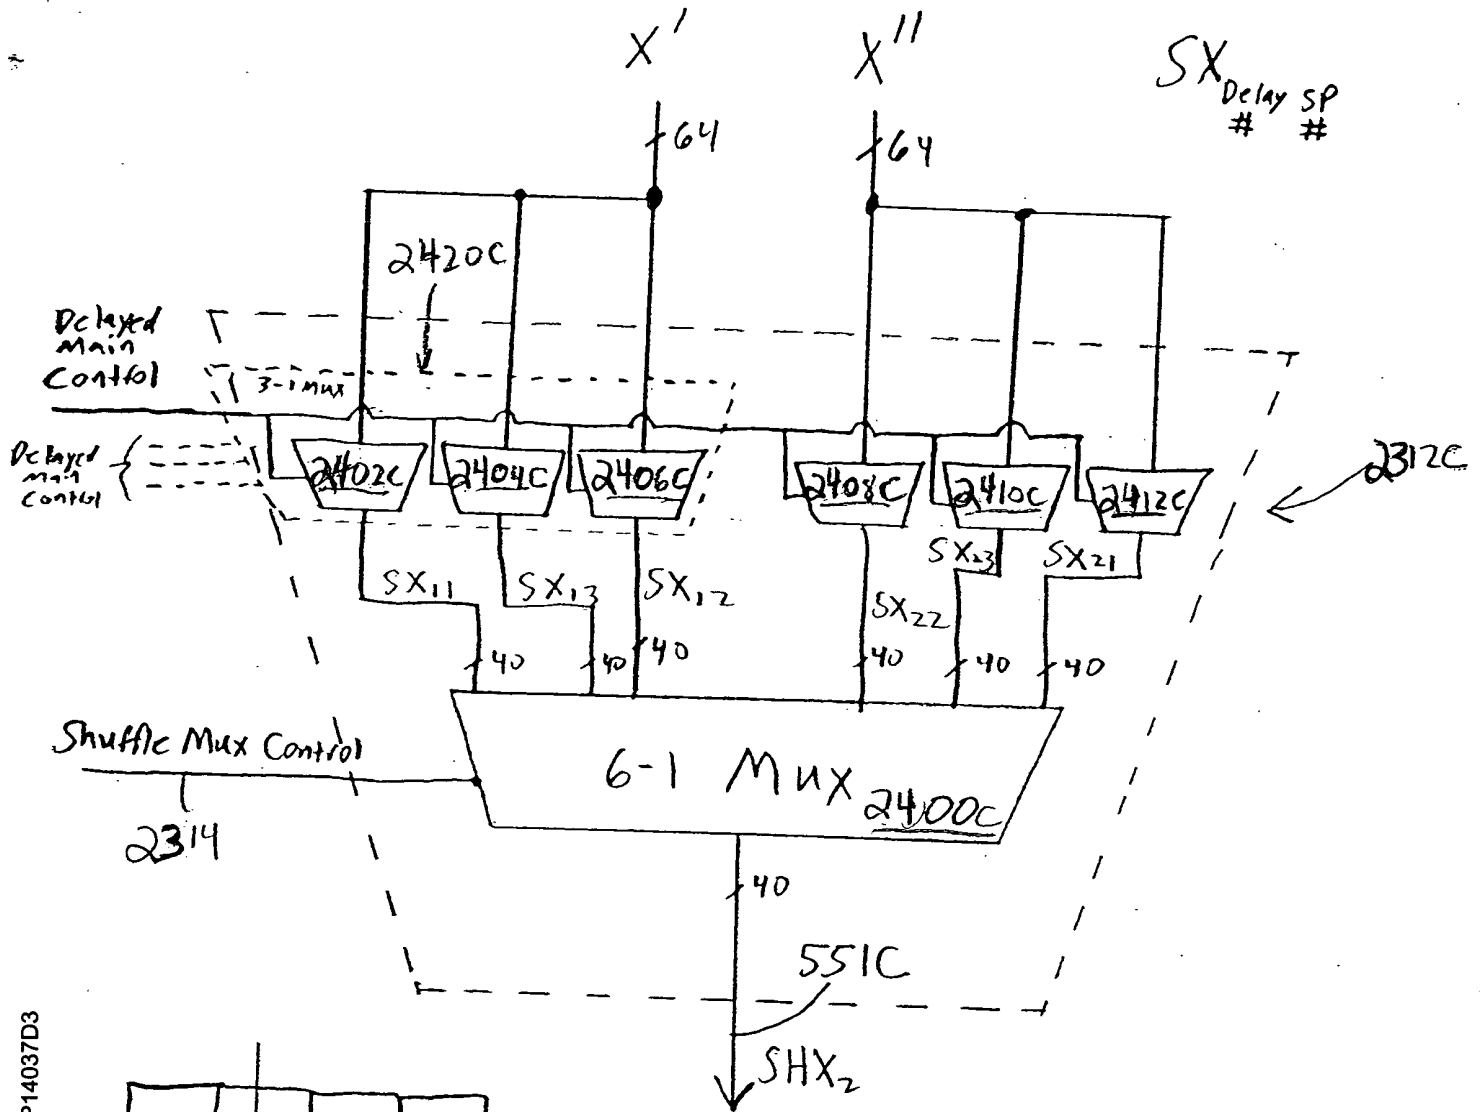 X' X''
SX Delay SP
# #
64 64
2420C
Delayed
Main
Control
3-1 mux
Delayed
Main
Control
2402C 2404C 2406C 2408C 2410C 2412C
2312C
SX11 SX13 SX12 SX22 SX23 SX21
40 40 40 40 40 40
Shuffle Mux Control
2314
6-1 Mux 2400C
40
551C
SHX2
P14037D3